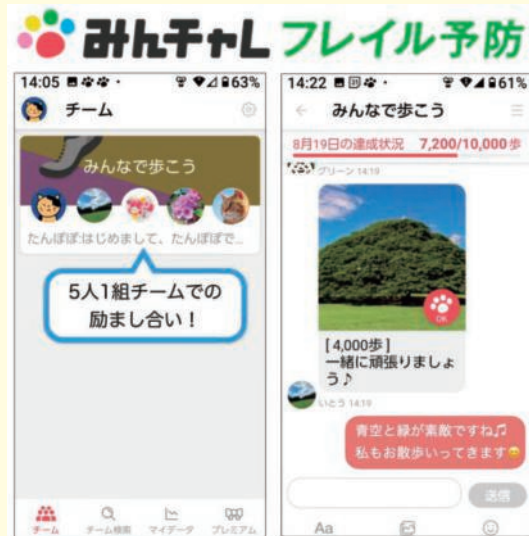 みんチャレ フレイル予防
14:05
63%
チーム
みんなで歩こう
たんぽぽ:はじめまして、たんぽぽで...
5人1組チームでの
励まし合い!
チーム
チーム検索
マイデータ
プレミアム
14:22
31
61%
みんなで歩こう
8月19日の達成状況 7,200/10,000歩
グリーン 14:19
OK
[4,000歩]
一緒に頑張りましょ
う♪
いとう 14:19
青空と緑が素敵ですね♫
私もお散歩いってきます😊
送信
Aa